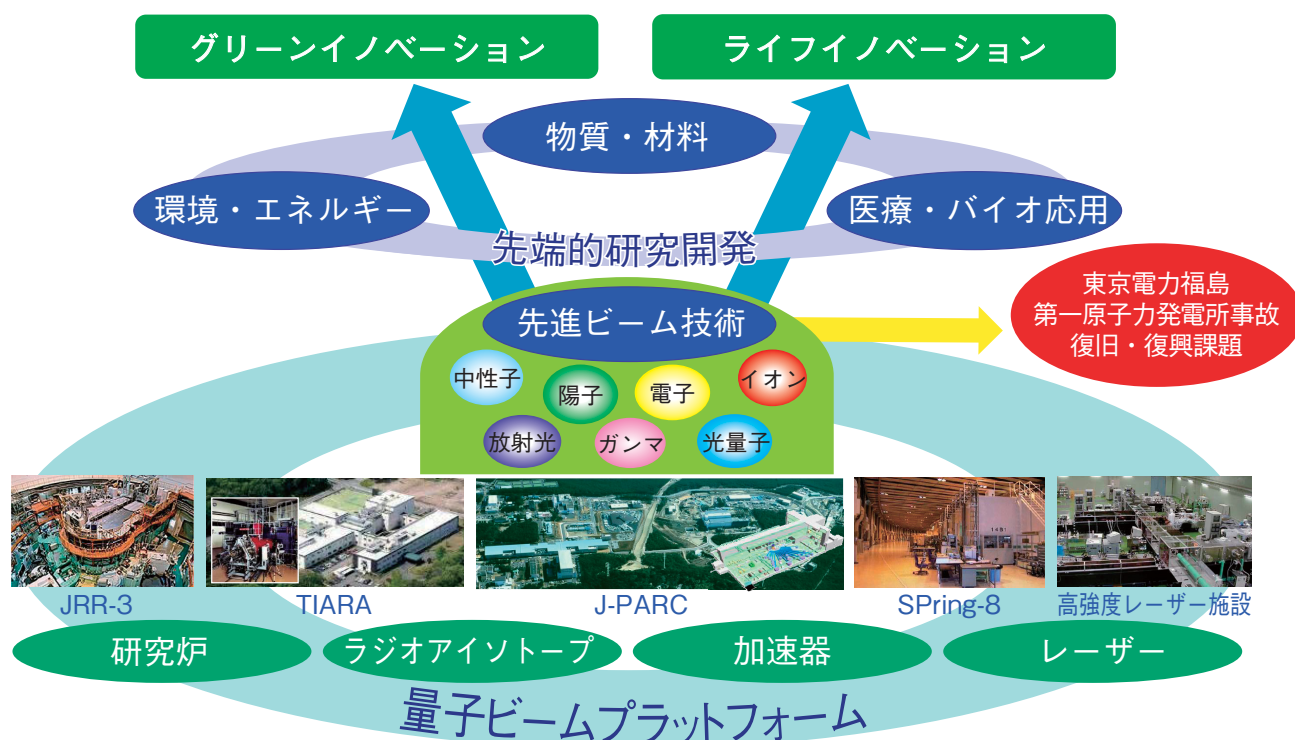 グリーンイノベーション
ライフイノベーション
物質・材料
環境・エネルギー
医療・バイオ応用
先端的研究開発
先進ビーム技術
東京電力福島
第一原子力発電所事故
復旧・復興課題
中性子
陽子
電子
イオン
放射光
ガンマ
光量子
JRR-3
TIARA
J-PARC
SPring-8
高強度レーザー施設
研究炉
ラジオアイソトープ
加速器
レーザー
量子ビームプラットフォーム